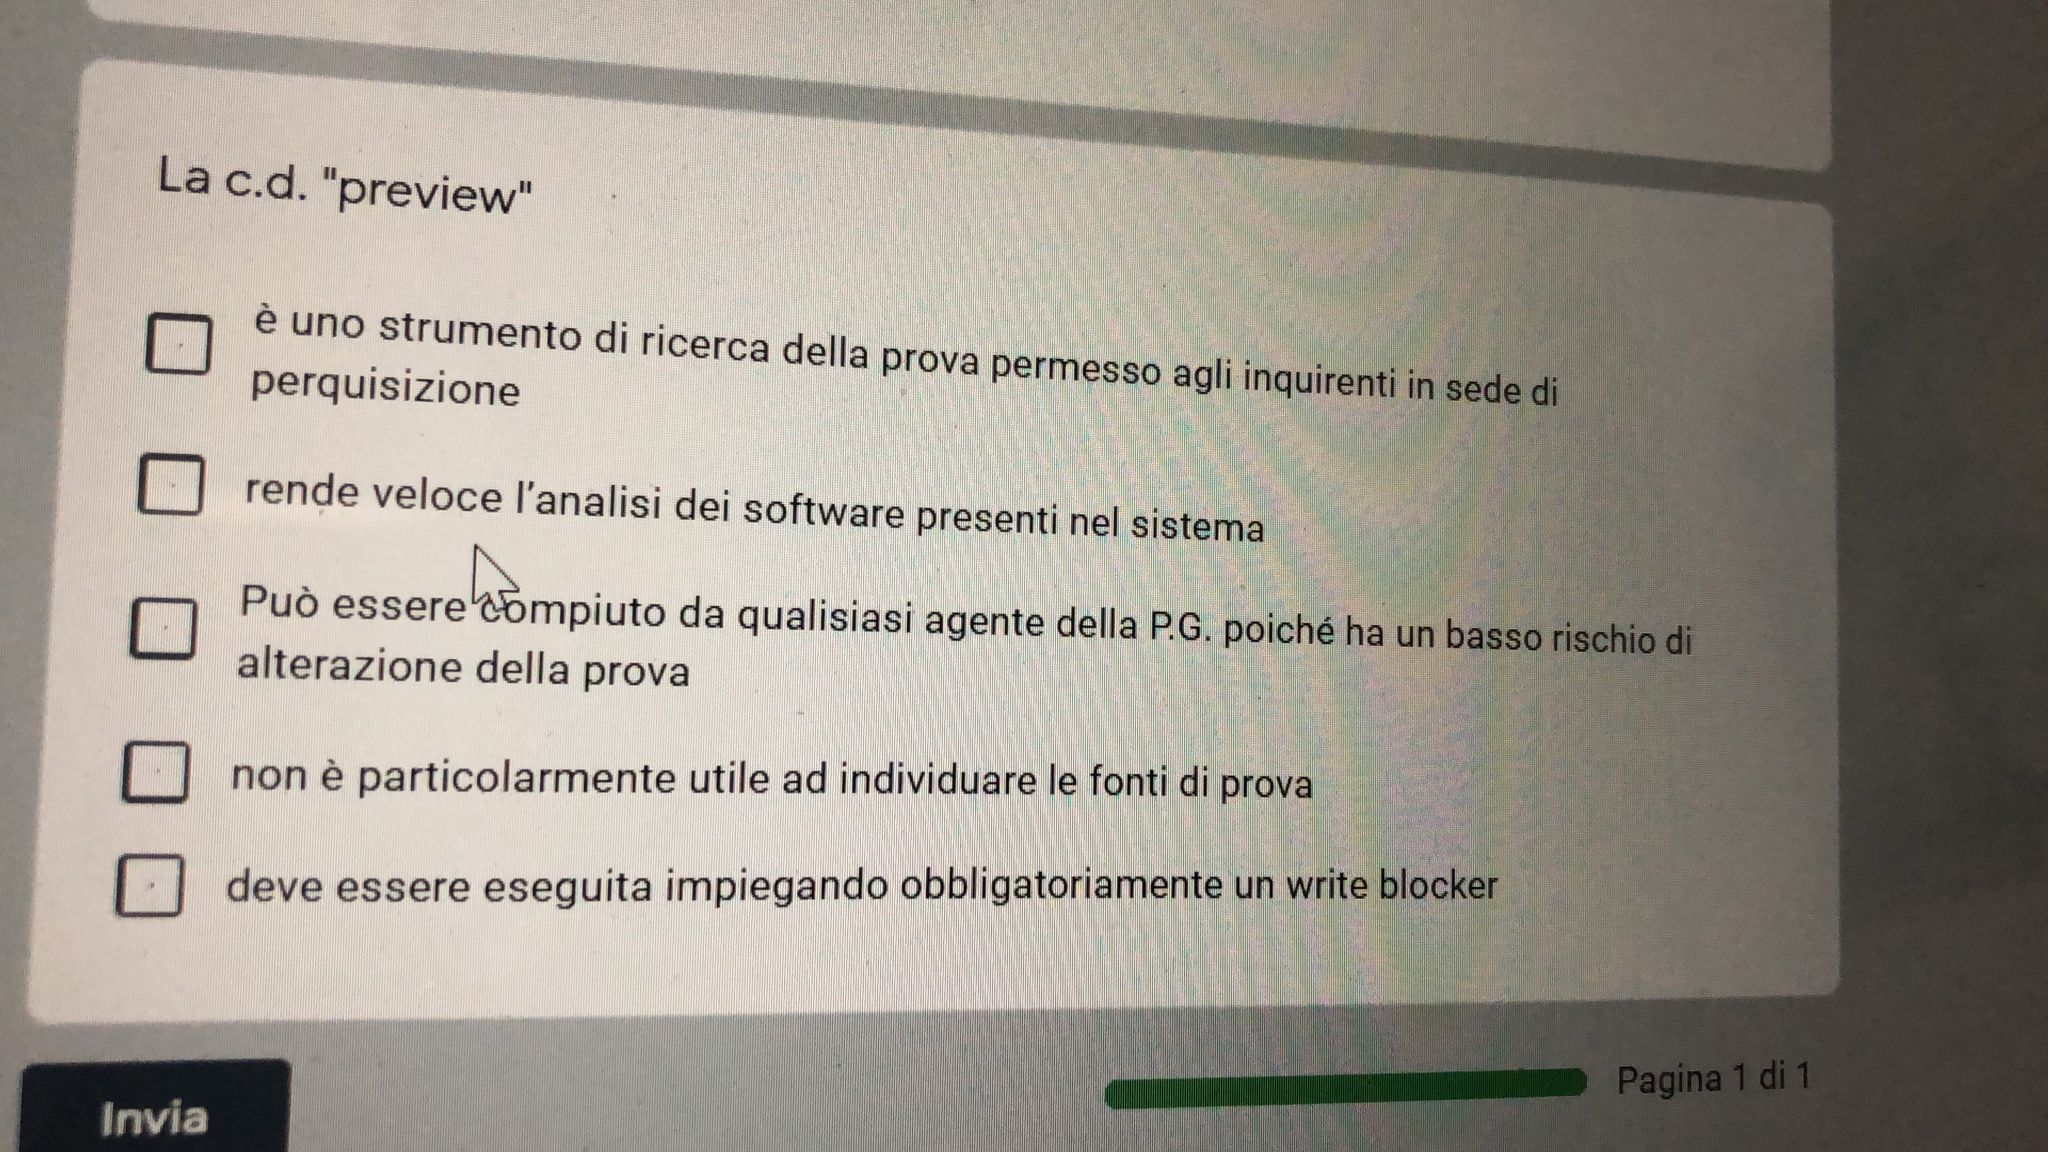 La c.d. "preview"
è uno strumento di ricerca della prova permesso agli inquirenti in sede di
perquisizione
rende veloce l'analisi dei software presenti nel sistema
Può essere compiuto da qualisiasi agente della P.G. poiché ha un basso rischio di
alterazione della prova
non è particolarmente utile ad individuare le fonti di prova
deve essere eseguita impiegando obbligatoriamente un write blocker
Invia
Pagina 1 di 1